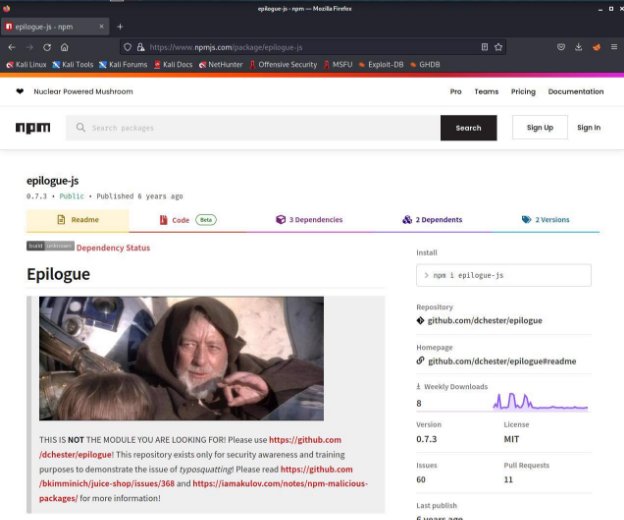 epilogue-js - npm — Mozilla Firefox
epilogue-js - npm
https://www.npmjs.com/package/epilogue-js
Kali Linux Kali Tools Kali Forums Kali Docs NetHunter Offensive Security MSFU Exploit-DB GHDB
Nuclear Powered Mushroom Pro Teams Pricing Documentation
npm Search packages Search Sign Up Sign In
epilogue-js
0.7.3 • Public • Published 6 years ago
Readme Code Beta 3 Dependencies 2 Dependents 2 Versions
build unknown Dependency Status
Epilogue
THIS IS NOT THE MODULE YOU ARE LOOKING FOR! Please use https://github.com
/dchester/epilogue! This repository exists only for security awareness and training
purposes to demonstrate the issue of typosquatting! Please read https://github.com
/bkimminich/juice-shop/issues/368 and https://iamakulov.com/notes/npm-malicious-
packages/ for more information!
Install
> npm i epilogue-js
Repository
github.com/dchester/epilogue
Homepage
github.com/dchester/epilogue#readme
Weekly Downloads
8
Version License
0.7.3 MIT
Issues Pull Requests
60 11
Last publish
6 years ago